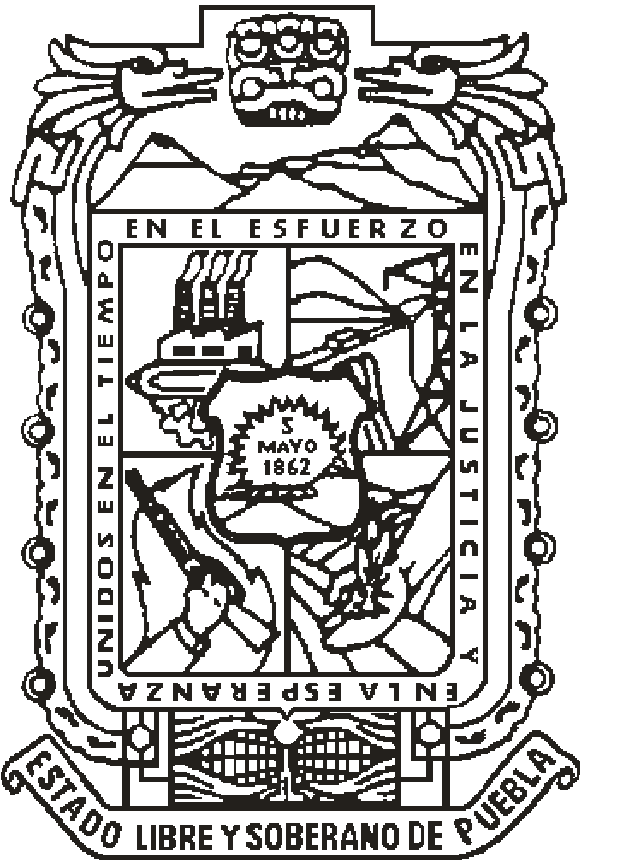 UNIDOS EN EL TIEMPO
EN EL ESFUERZO
EN LA JUSTICIA Y
EN LA ESPERANZA
5
MAYO
1862
ESTADO LIBRE Y SOBERANO DE PUEBLA